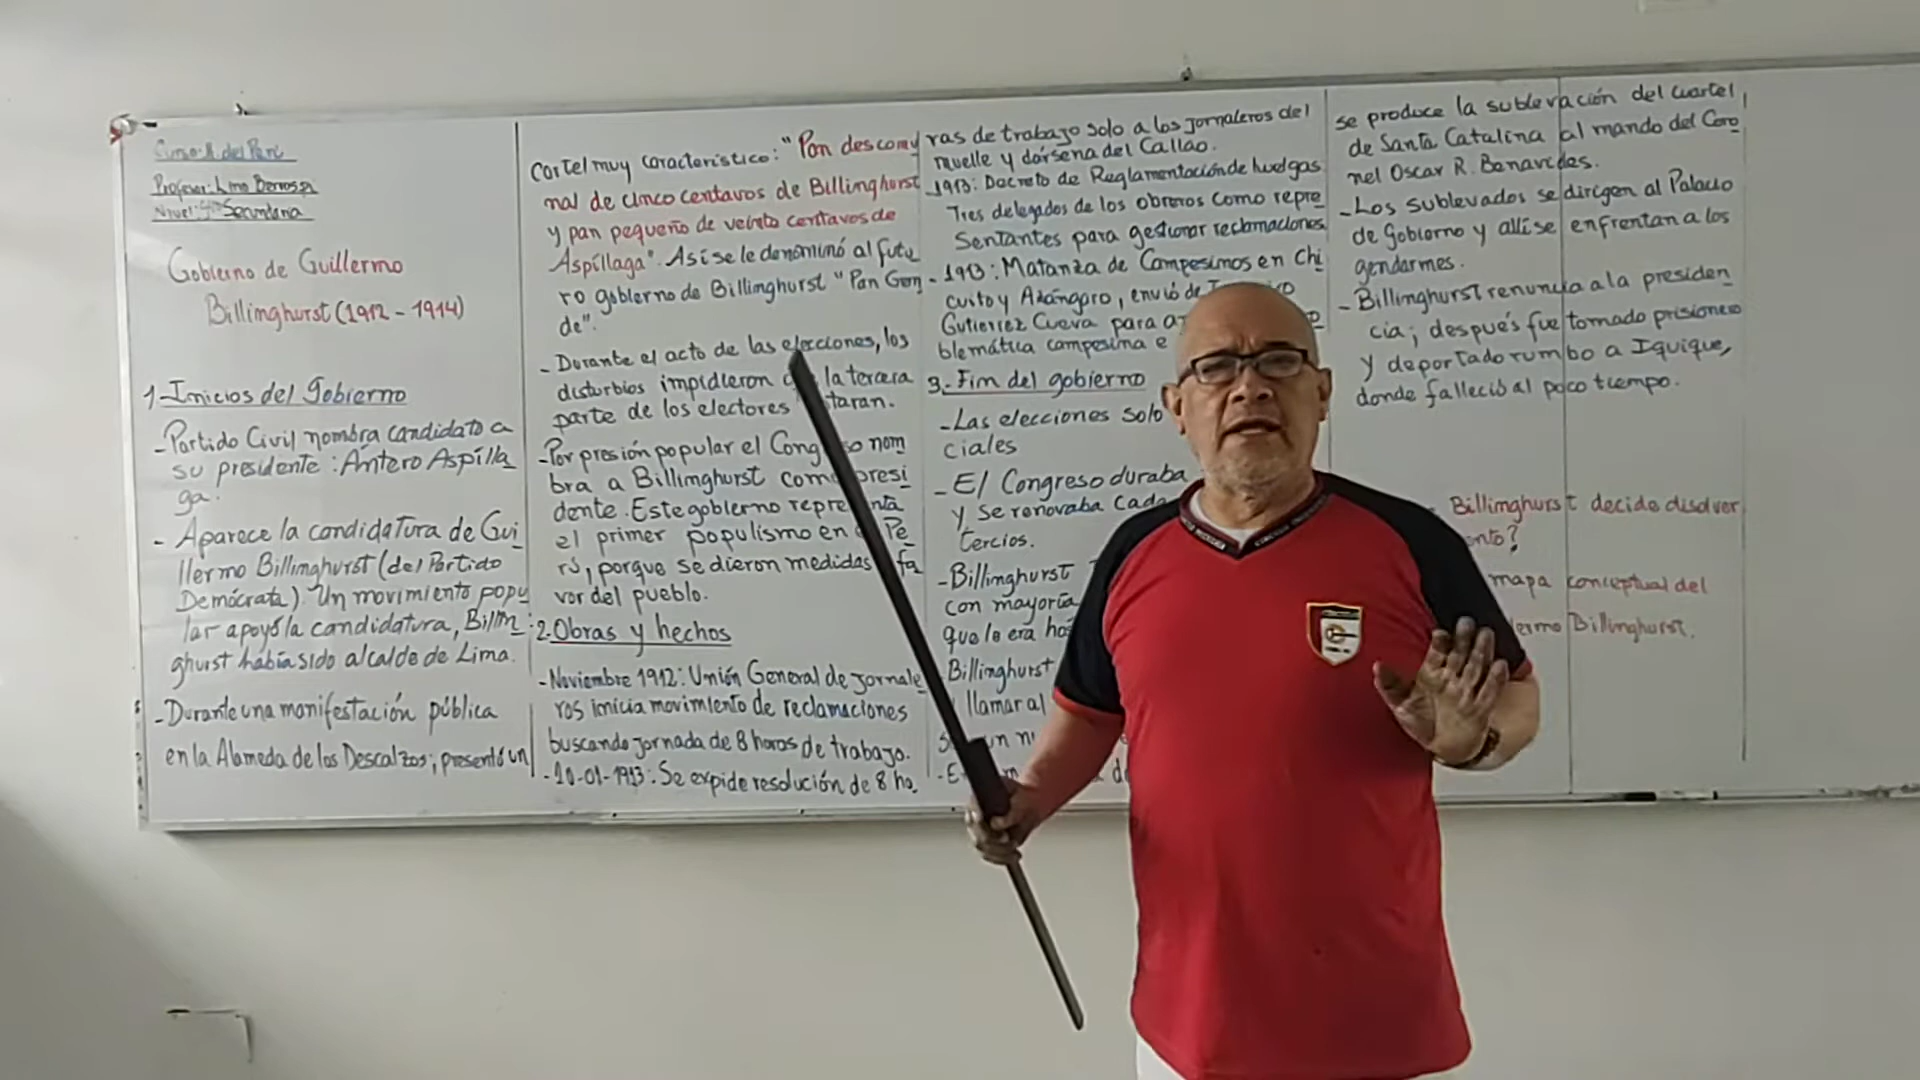 Curso: H. del Perú
Profesor: Lino
Nivel: Secundaria
Gobierno de Guillermo
Billinghurst (1912 - 1914)
1.- Inicios del Gobierno
- Partido Civil nombra candidato a
su presidente: Ántero Aspílla
ga.
- Aparece la candidatura de Gui
llermo Billinghurst (del Partido
Demócrata). Un movimiento popu
lar apoyó la candidatura, Billin
ghurst había sido alcalde de Lima.
- Durante una manifestación pública
en la Alameda de los Descalzos; presentó un
Cartel muy característico: "Pan descomu
nal de cinco centavos de Billinghurst
y pan pequeño de veinte centavos de
Aspíllaga". Así se le denominó al futu
ro gobierno de Billinghurst "Pan Gran
de".
- Durante el acto de las elecciones, los
disturbios impidieron la tercera
parte de los electores taran.
- Por presión popular el Cong so nom
bra a Billinghurst com presi
dente. Este gobierno repre nta
el primer populismo en Pe
rú, porque se dieron medidas fa
vor del pueblo.
2. Obras y hechos
- Noviembre 1912: Unión General de Jornale
ros inicia movimiento de reclamaciones
buscando jornada de 8 horas de trabajo.
- 10-01-1913: Se expide resolución de 8 ho
ras de trabajo solo a los jornaleros del
muelle y dársena del Callao.
- 1913: Decreto de Reglamentación de huelgas
Tres delegados de los obreros como repre
sentantes para gestionar reclamaciones
- 1913: Matanza de Campesinos en Chi
cuito y Azángaro, envió de
Gutierrez Cueva para
blemática campesina e
3.- Fin del gobierno
- Las elecciones solo
ciales
- El Congreso duraba
y se renovaba cada
tercios.
- Billinghurst
con mayoría
que le era
Billinghurst
llamar al
se produce la sublevación del cuartel
de Santa Catalina al mando del Coro
nel Oscar R. Benavides.
- Los sublevados se dirigen al Palacio
de Gobierno y allí se enfrentan a los
gendarmes.
- Billinghurst renuncia a la presiden
cia; después fue tomado prisionero
y deportado rumbo a Iquique,
donde falleció al poco tiempo.
Billinghurst decide disolver
ento?
mapa conceptual del
lermo Billinghurst.